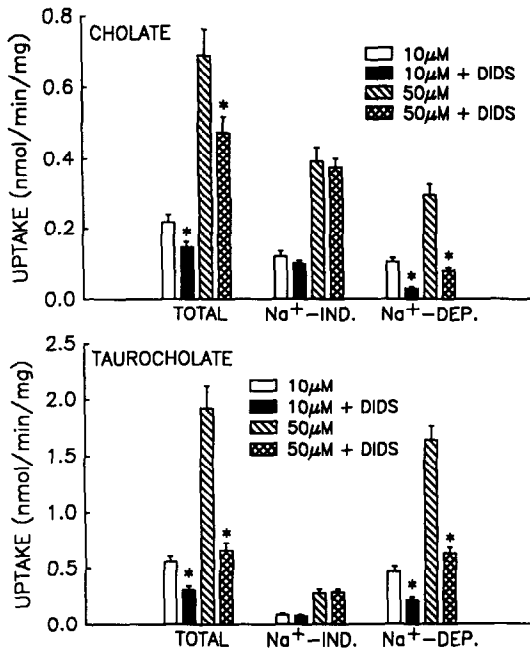 CHOLATE
UPTAKE (nmol/min/mg)
0.8
0.6
0.4
0.2
0.0
10μM
10μM + DIDS
50μM
50μM + DIDS
*
*
*
*
TOTAL
Na+-IND.
Na+-DEP.
TAUROCHOLATE
UPTAKE (nmol/min/mg)
2.5
2.0
1.5
1.0
0.5
0.0
10μM
10μM + DIDS
50μM
50μM + DIDS
*
*
*
*
TOTAL
Na+-IND.
Na+-DEP.